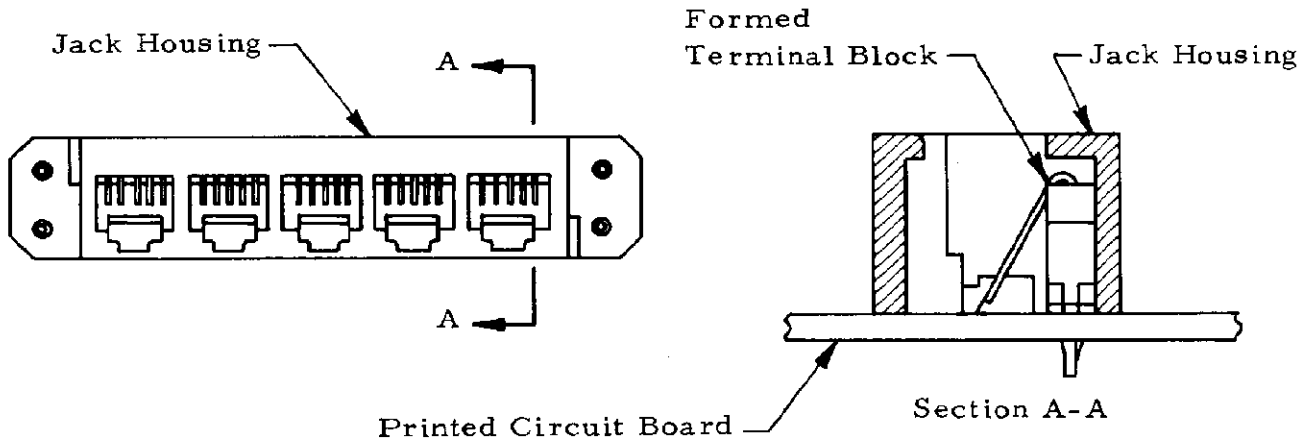 Jack Housing
A
A
Formed
Terminal Block
Jack Housing
Printed Circuit Board
Section A-A